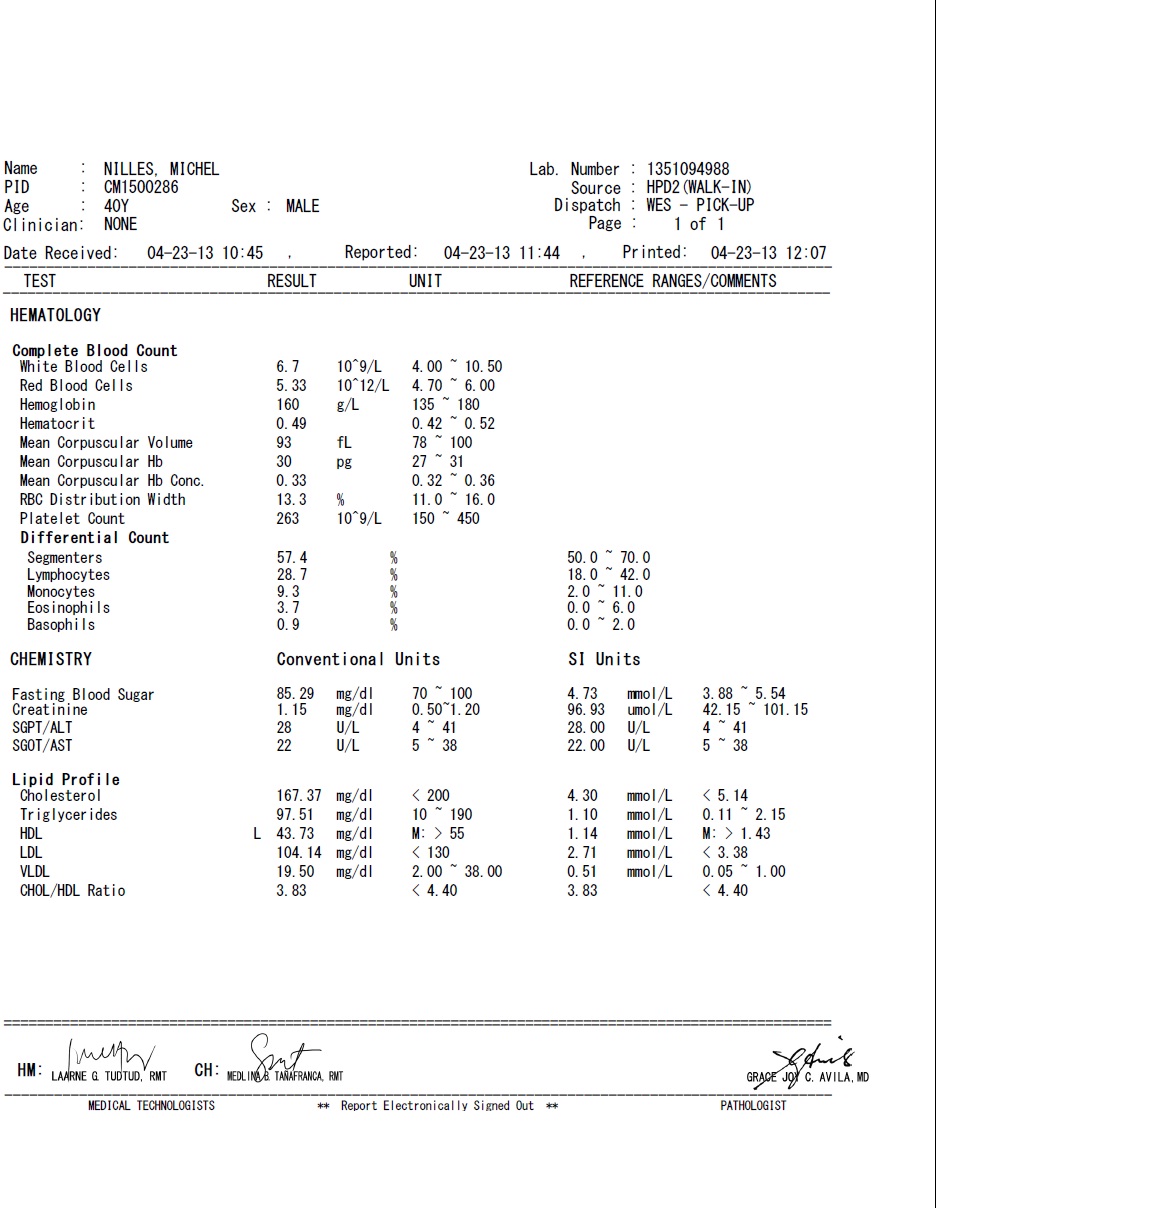 Name : NILLES, MICHEL Lab. Number : 1351094988
PID : CM1500286 Source : HPD2(WALK-IN)
Age : 40Y Sex : MALE Dispatch : WES - PICK-UP
Clinician: NONE Page : 1 of 1
Date Received: 04-23-13 10:45 , Reported: 04-23-13 11:44 , Printed: 04-23-13 12:07
TEST RESULT UNIT REFERENCE RANGES/COMMENTS
HEMATOLOGY
Complete Blood Count
White Blood Cells 6.7 10^9/L 4.00 ~ 10.50
Red Blood Cells 5.33 10^12/L 4.70 ~ 6.00
Hemoglobin 160 g/L 135 ~ 180
Hematocrit 0.49 0.42 ~ 0.52
Mean Corpuscular Volume 93 fL 78 ~ 100
Mean Corpuscular Hb 30 pg 27 ~ 31
Mean Corpuscular Hb Conc. 0.33 0.32 ~ 0.36
RBC Distribution Width 13.3 % 11.0 ~ 16.0
Platelet Count 263 10^9/L 150 ~ 450
Differential Count
Segmenters 57.4 % 50.0 ~ 70.0
Lymphocytes 28.7 % 18.0 ~ 42.0
Monocytes 9.3 % 2.0 ~ 11.0
Eosinophils 3.7 % 0.0 ~ 6.0
Basophils 0.9 % 0.0 ~ 2.0
CHEMISTRY Conventional Units SI Units
Fasting Blood Sugar 85.29 mg/dl 70 ~ 100 4.73 mmol/L 3.88 ~ 5.54
Creatinine 1.15 mg/dl 0.50~1.20 96.93 umol/L 42.15 ~ 101.15
SGPT/ALT 28 U/L 4 ~ 41 28.00 U/L 4 ~ 41
SGOT/AST 22 U/L 5 ~ 38 22.00 U/L 5 ~ 38
Lipid Profile
Cholesterol 167.37 mg/dl < 200 4.30 mmol/L < 5.14
Triglycerides 97.51 mg/dl 10 ~ 190 1.10 mmol/L 0.11 ~ 2.15
HDL L 43.73 mg/dl M: > 55 1.14 mmol/L M: > 1.43
LDL 104.14 mg/dl < 130 2.71 mmol/L < 3.38
VLDL 19.50 mg/dl 2.00 ~ 38.00 0.51 mmol/L 0.05 ~ 1.00
CHOL/HDL Ratio 3.83 < 4.40 3.83 < 4.40
HM: LAARNE G. TUDTUD, RMT CH: MEDLINA B. TAÑAFRANCA, RMT GRACE JOY C. AVILA, MD
MEDICAL TECHNOLOGISTS ** Report Electronically Signed Out ** PATHOLOGIST